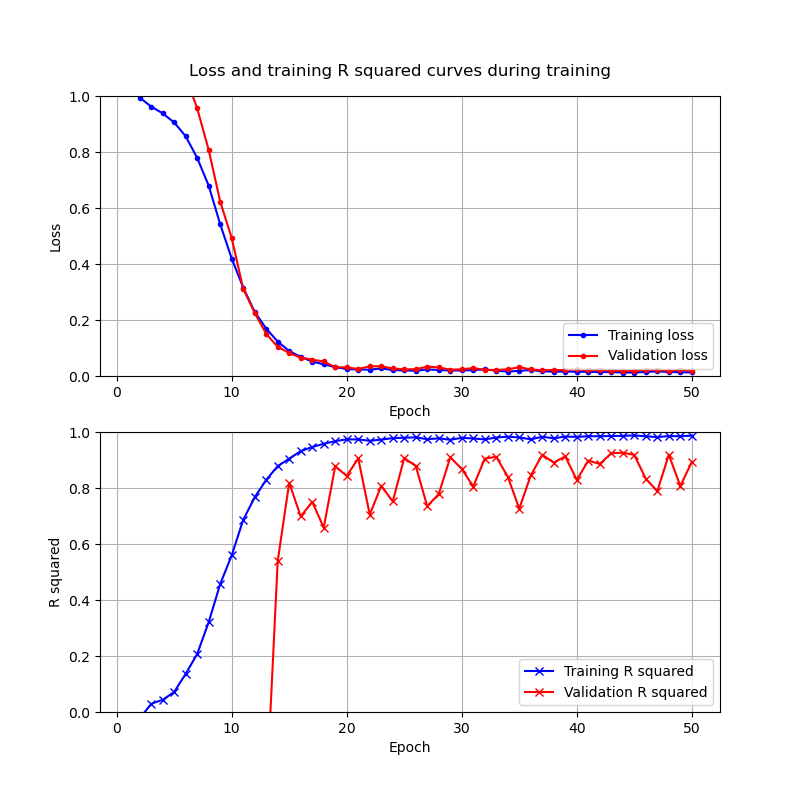 Loss and training R squared curves during training
1.0
0.8
0.6
0.4
0.2
0.0
Loss
Training loss
Validation loss
0 10 20 30 40 50
Epoch
1.0
0.8
0.6
0.4
0.2
0.0
R squared
Training R squared
Validation R squared
0 10 20 30 40 50
Epoch